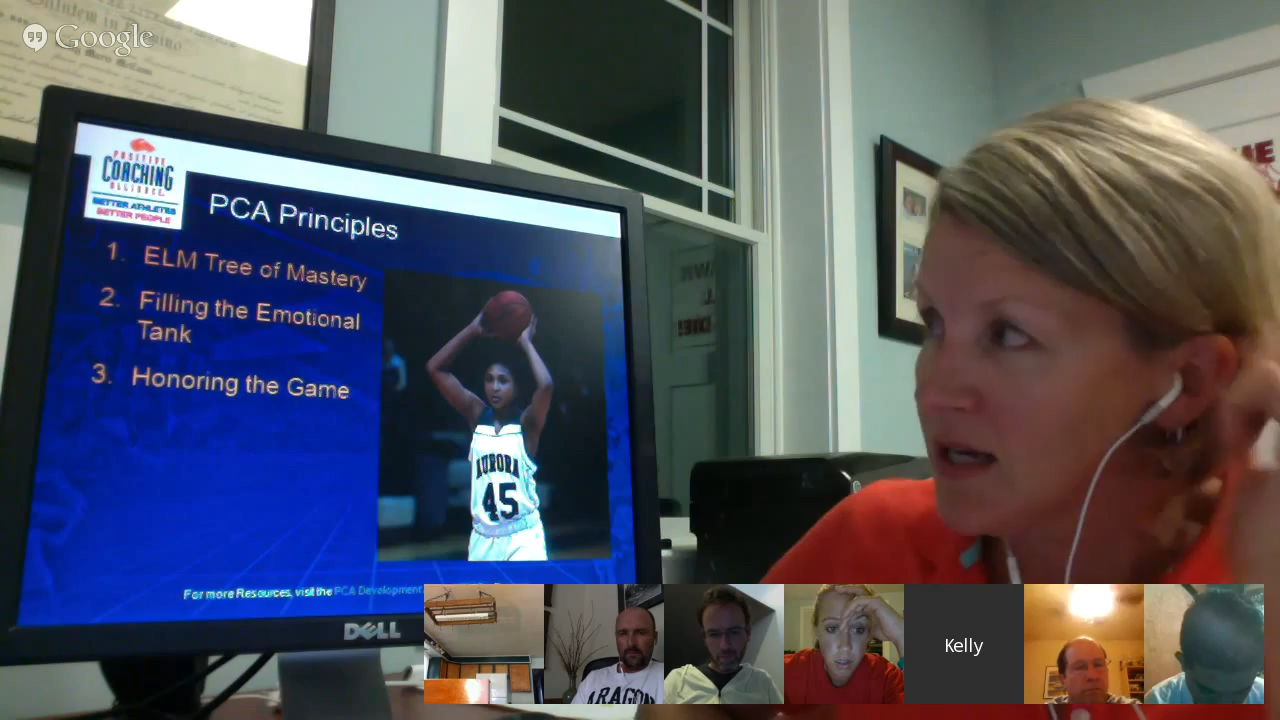 Google
POSITIVE
COACHING
ALLIANCE
BETTER ATHLETES
BETTER PEOPLE
PCA Principles
1. ELM Tree of Mastery
2. Filling the Emotional
Tank
3. Honoring the Game
AURORA
45
For more Resources, visit the PCA Development
DELL
ARAGON
Kelly